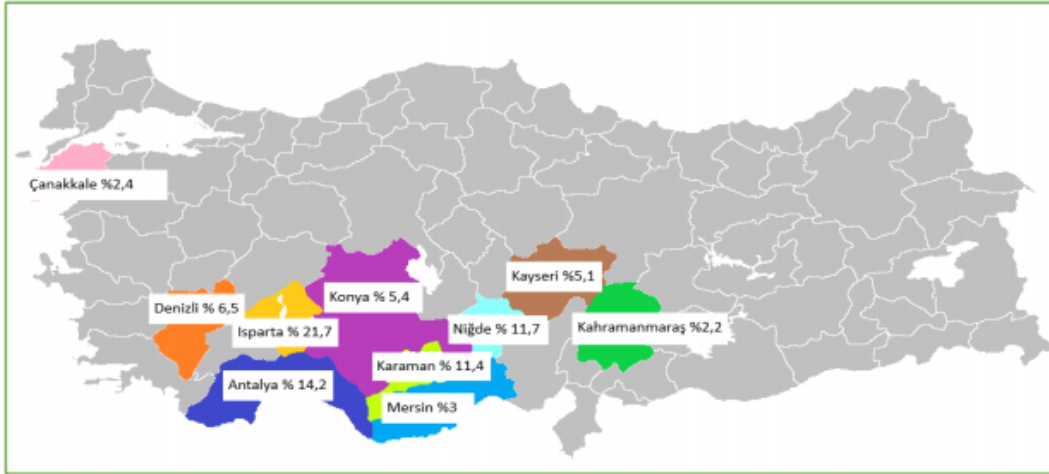 Çanakkale %2,4
Kayseri %5,1
Konya % 5,4
Denizli % 6,5
Isparta % 21,7
Niğde % 11,7
Kahramanmaraş %2,2
Karaman % 11,4
Antalya % 14,2
Mersin %3